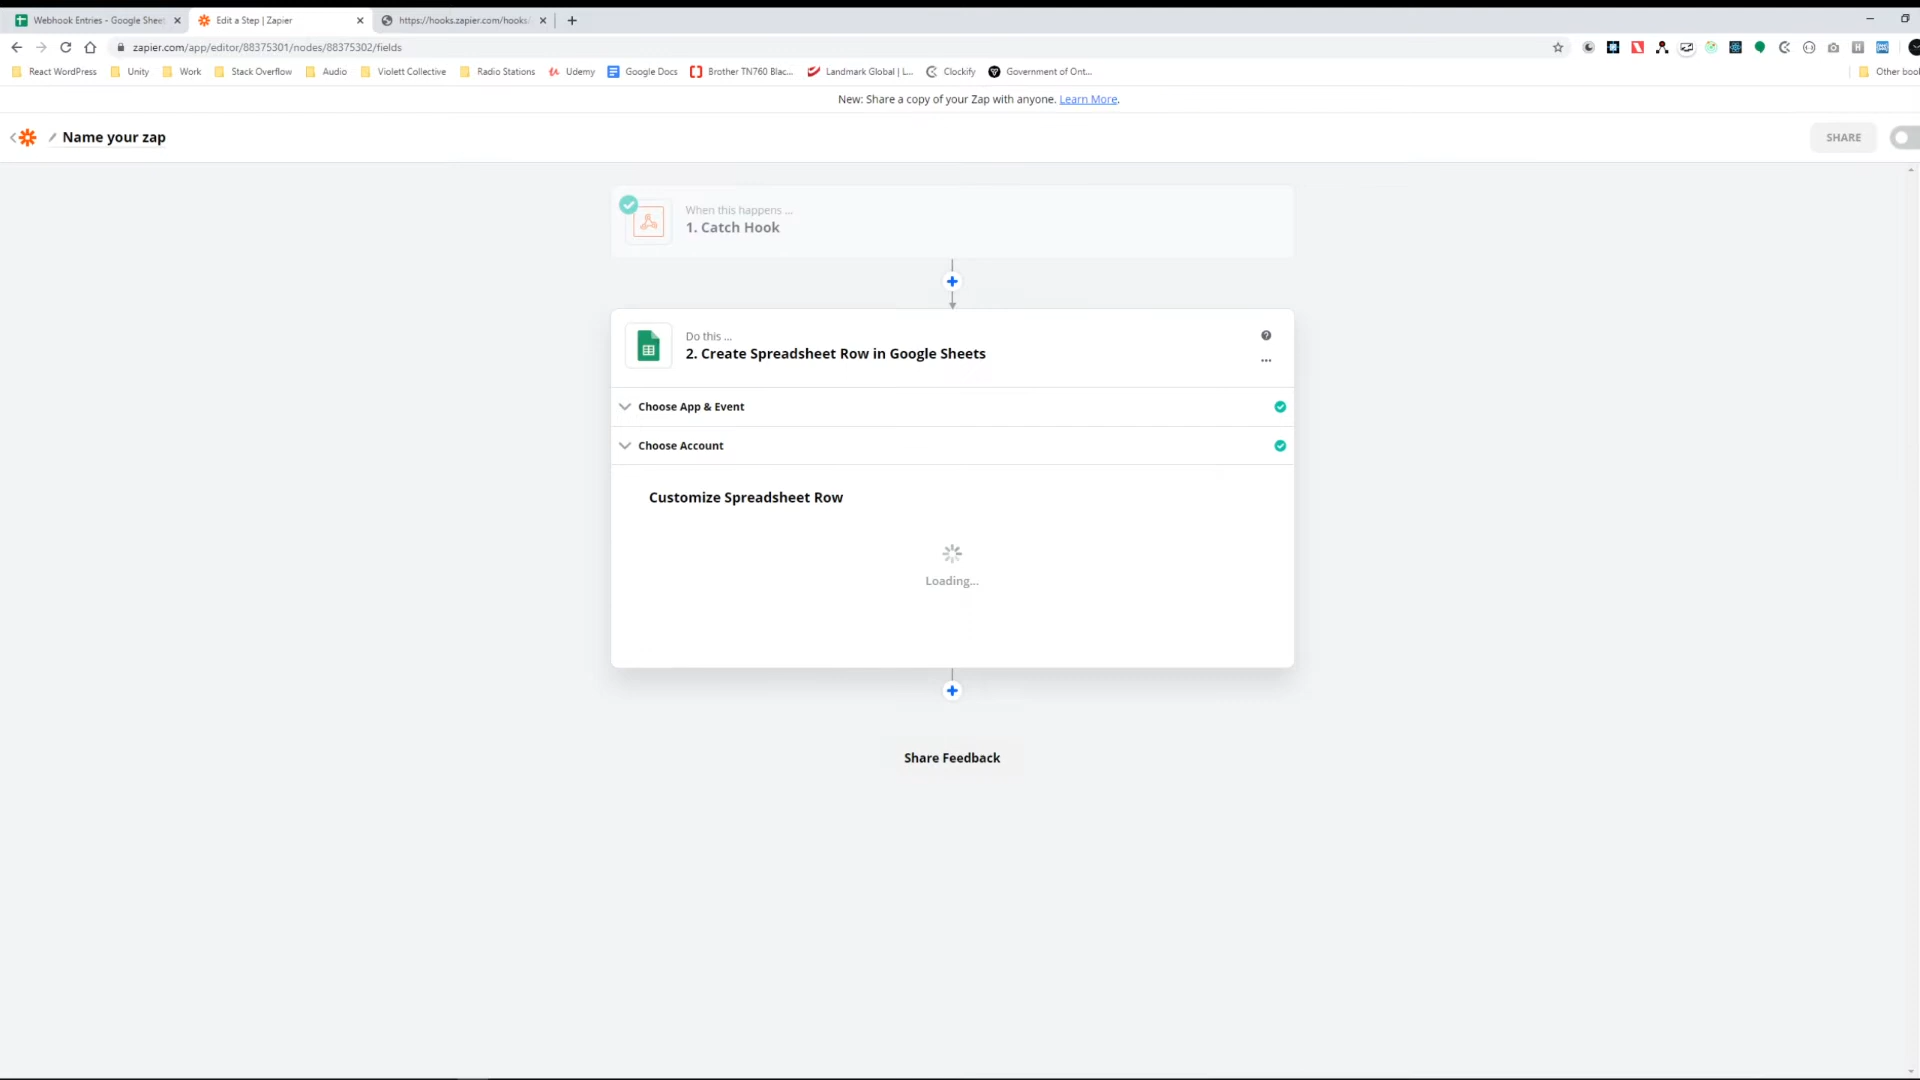 Webhook Entries - Google Sheet
Edit a Step | Zapier
https://hooks.zapier.com/hooks/
zapier.com/app/editor/88375301/nodes/88375302/fields
React WordPress
Unity
Work
Stack Overflow
Audio
Violett Collective
Radio Stations
Udemy
Google Docs
Brother TN760 Blac...
Landmark Global | L...
Clockify
Government of Ont...
Other bool
New: Share a copy of your Zap with anyone. Learn More.
Name your zap
SHARE
When this happens ...
1. Catch Hook
Do this ...
2. Create Spreadsheet Row in Google Sheets
Choose App & Event
Choose Account
Customize Spreadsheet Row
Loading...
Share Feedback